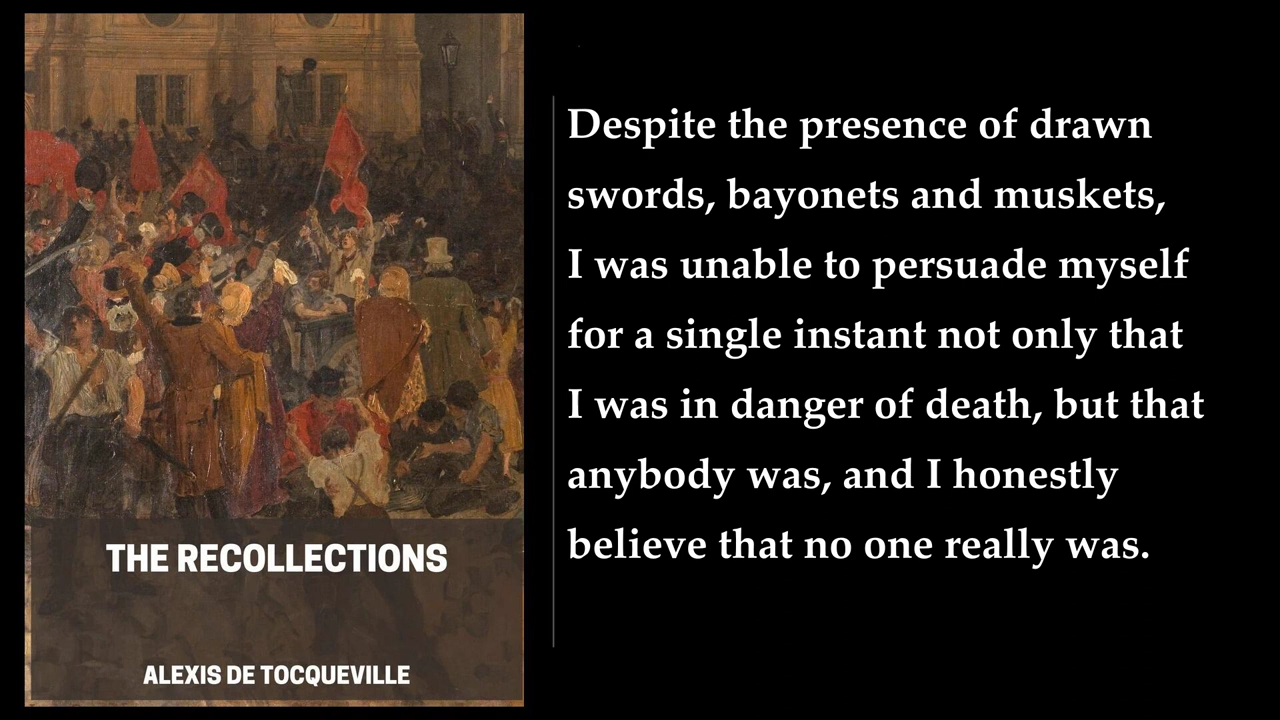 THE RECOLLECTIONS
ALEXIS DE TOCQUEVILLE
Despite the presence of drawn
swords, bayonets and muskets,
I was unable to persuade myself
for a single instant not only that
I was in danger of death, but that
anybody was, and I honestly
believe that no one really was.